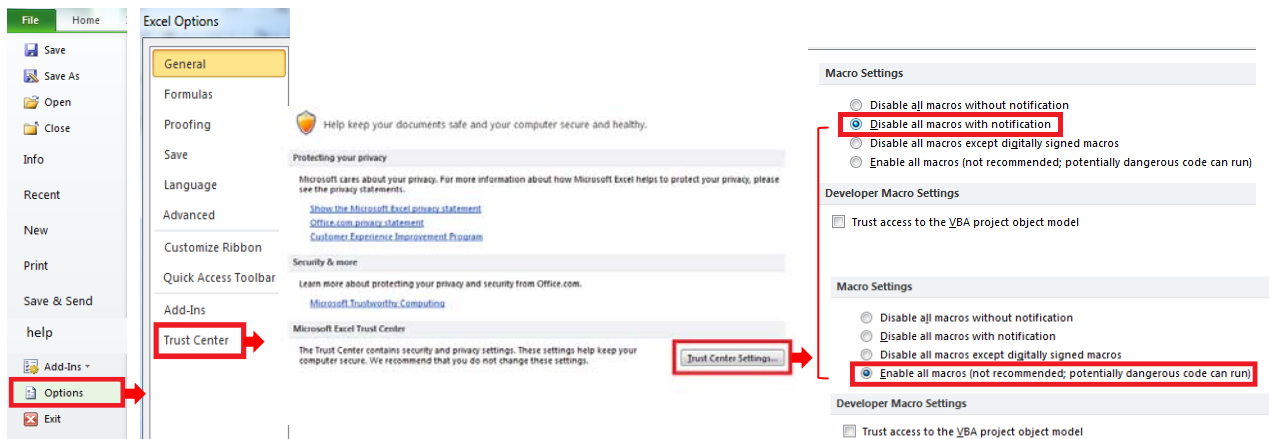 File
Home
Save
Save As
Open
Close
Info
Recent
New
Print
Save & Send
help
Add-Ins
Options
Exit
Excel Options
General
Formulas
Proofing
Save
Language
Advanced
Customize Ribbon
Quick Access Toolbar
Add-Ins
Trust Center
Help keep your documents safe and your computer secure and healthy.
Protecting your privacy
Microsoft cares about your privacy. For more information about how Microsoft Excel helps to protect your privacy, please
see the privacy statements.
Show the Microsoft Excel privacy statement
Office.com privacy statement
Customer Experience Improvement Program
Security & more
Learn more about protecting your privacy and security from Office.com.
Microsoft Trustworthy Computing
Microsoft Excel Trust Center
The Trust Center contains security and privacy settings. These settings help keep your
computer secure. We recommend that you do not change these settings.
Trust Center Settings...
Macro Settings
Disable all macros without notification
Disable all macros with notification
Disable all macros except digitally signed macros
Enable all macros (not recommended; potentially dangerous code can run)
Developer Macro Settings
Trust access to the VBA project object model
Macro Settings
Disable all macros without notification
Disable all macros with notification
Disable all macros except digitally signed macros
Enable all macros (not recommended; potentially dangerous code can run)
Developer Macro Settings
Trust access to the VBA project object model